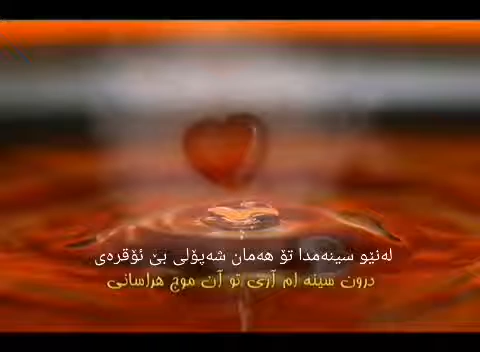 لەنێو سینەمدا تۆ هەمان شەپۆلی بێ ئۆقرەی
درون سینه ام آری تو آن موج هراسانی